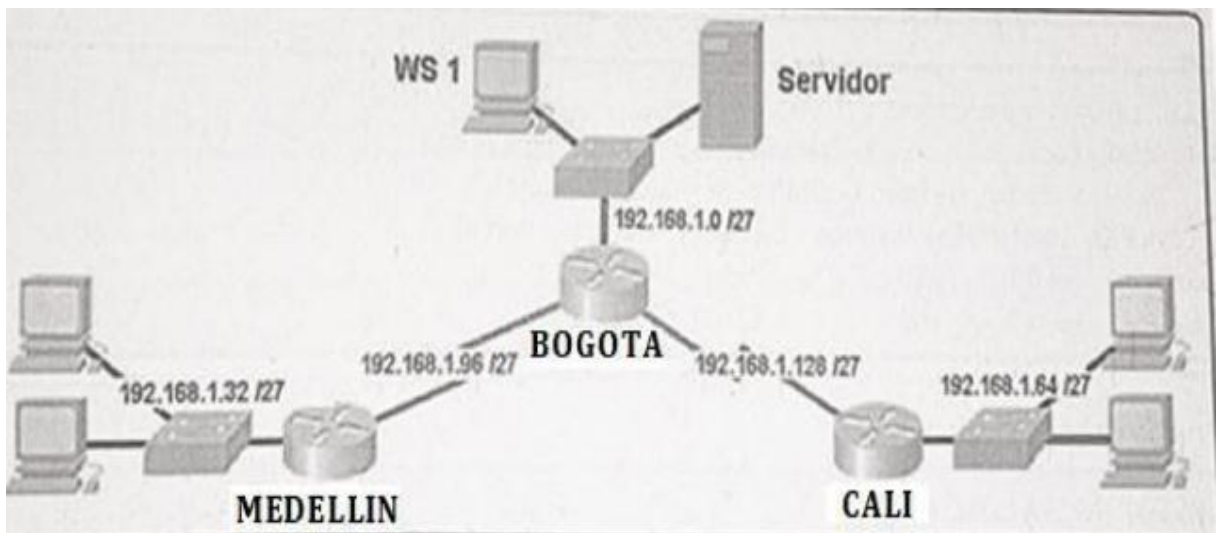 WS 1
Servidor
192.168.1.0 /27
BOGOTA
192.168.1.96 /27
192.168.1.128 /27
192.168.1.32 /27
192.168.1.64 /27
MEDELLIN
CALI